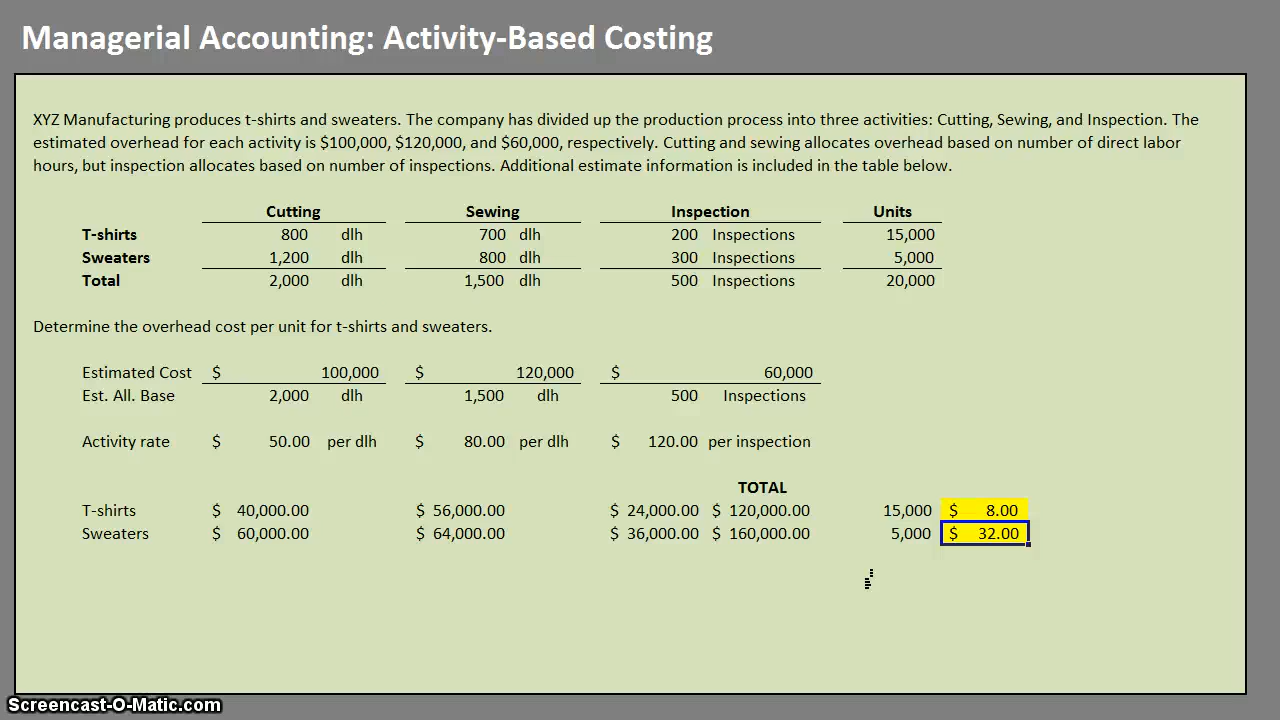 Managerial Accounting: Activity-Based Costing
XYZ Manufacturing produces t-shirts and sweaters. The company has divided up the production process into three activities: Cutting, Sewing, and Inspection. The
estimated overhead for each activity is $100,000, $120,000, and $60,000, respectively. Cutting and sewing allocates overhead based on number of direct labor
hours, but inspection allocates based on number of inspections. Additional estimate information is included in the table below.
Cutting Sewing Inspection Units
T-shirts 800 dlh 700 dlh 200 Inspections 15,000
Sweaters 1,200 dlh 800 dlh 300 Inspections 5,000
Total 2,000 dlh 1,500 dlh 500 Inspections 20,000
Determine the overhead cost per unit for t-shirts and sweaters.
Estimated Cost $ 100,000 $ 120,000 $ 60,000
Est. All. Base 2,000 dlh 1,500 dlh 500 Inspections
Activity rate $ 50.00 per dlh $ 80.00 per dlh $ 120.00 per inspection
TOTAL
T-shirts $ 40,000.00 $ 56,000.00 $ 24,000.00 $ 120,000.00 15,000 $ 8.00
Sweaters $ 60,000.00 $ 64,000.00 $ 36,000.00 $ 160,000.00 5,000 $ 32.00
Screencast-O-Matic.com